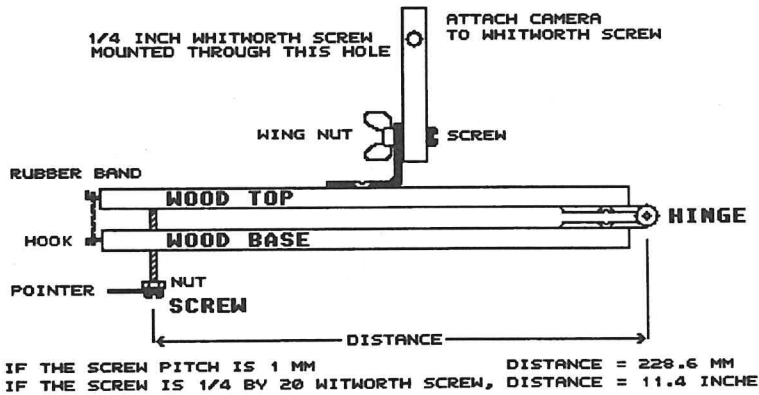 1/4 INCH WHITWORTH SCREW
MOUNTED THROUGH THIS HOLE
ATTACH CAMERA
TO WHITWORTH SCREW
WING NUT
SCREW
RUBBER BAND
WOOD TOP
HINGE
HOOK
WOOD BASE
NUT
POINTER
SCREW
DISTANCE
IF THE SCREW PITCH IS 1 MM DISTANCE = 228.6 MM
IF THE SCREW IS 1/4 BY 20 WITWORTH SCREW, DISTANCE = 11.4 INCHE